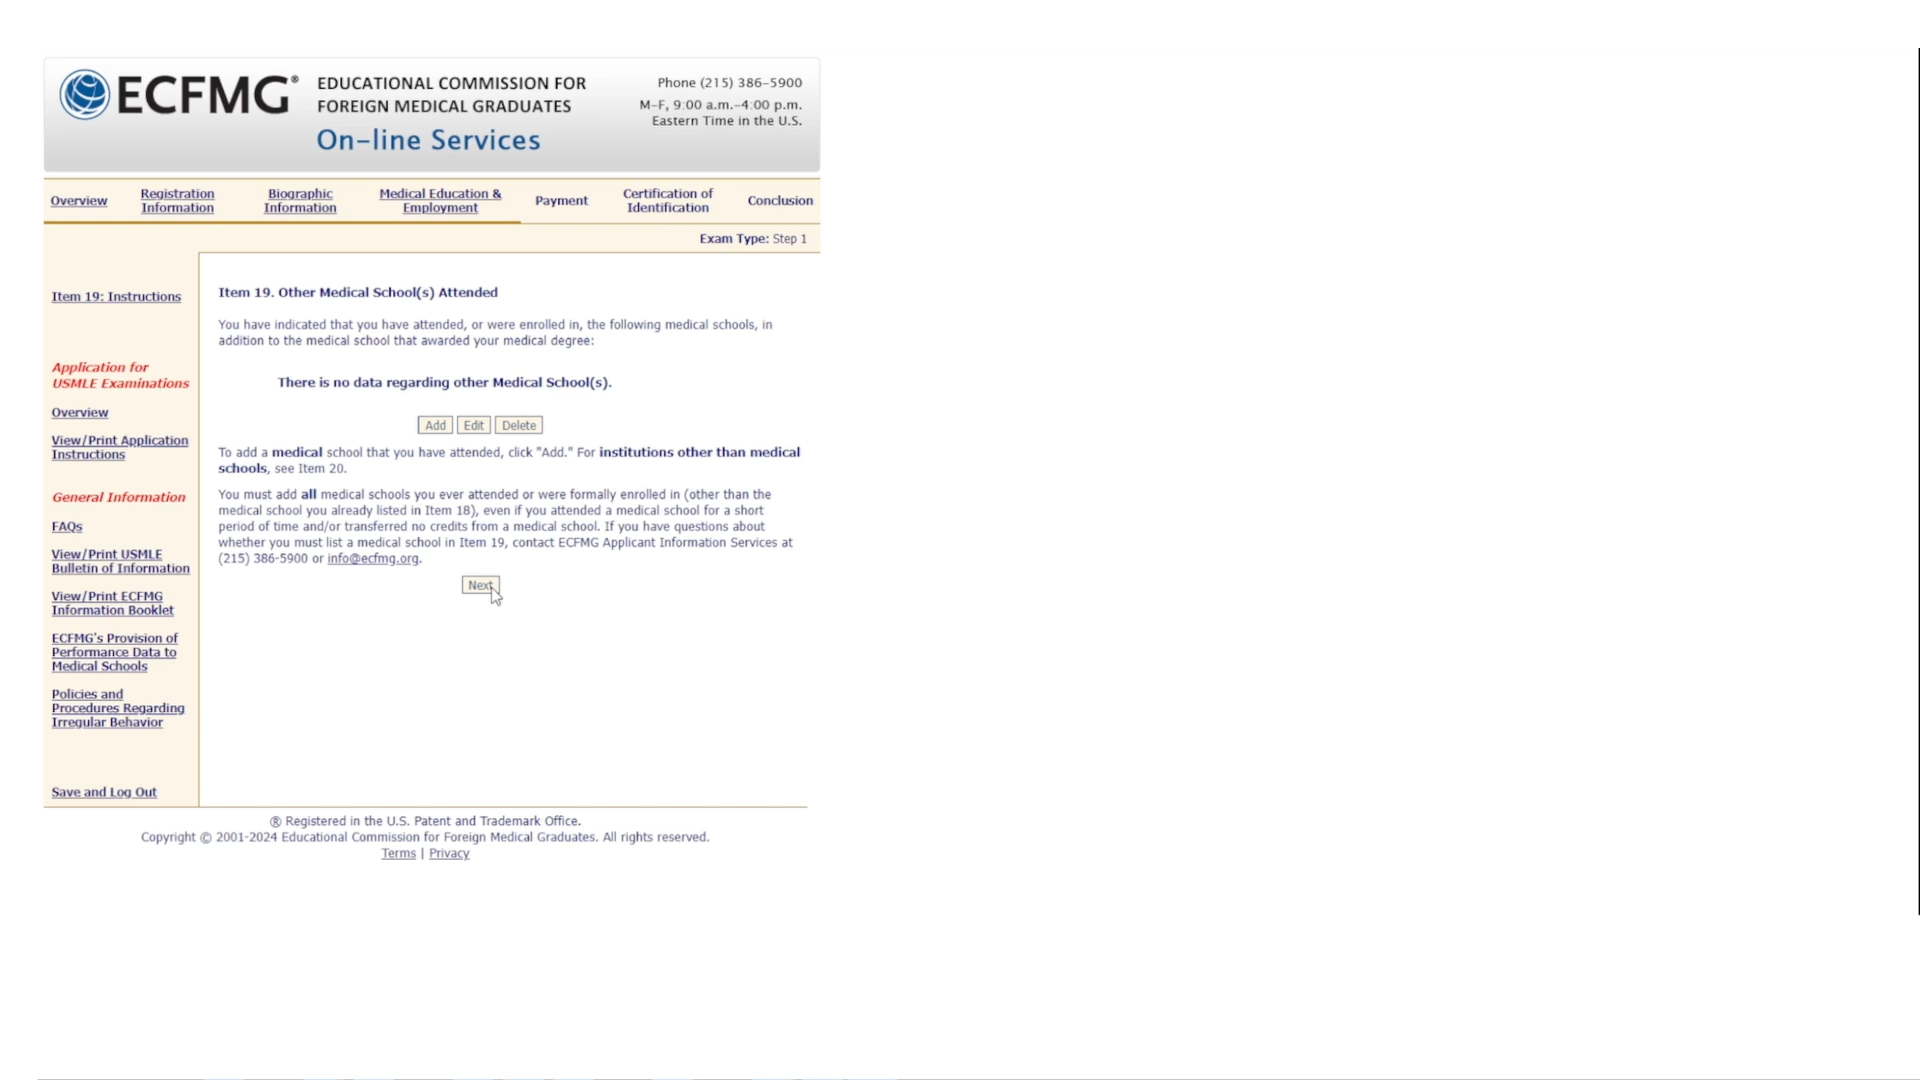 ECFMG®
EDUCATIONAL COMMISSION FOR
FOREIGN MEDICAL GRADUATES
On-line Services
Phone (215) 386-5900
M-F, 9:00 a.m.-4:00 p.m.
Eastern Time in the U.S.
Overview
Registration
Information
Biographic
Information
Medical Education &
Employment
Payment
Certification of
Identification
Conclusion
Exam Type: Step 1
Item 19: Instructions
Application for
USMLE Examinations
Overview
View/Print Application
Instructions
General Information
FAQs
View/Print USMLE
Bulletin of Information
View/Print ECFMG
Information Booklet
ECFMG's Provision of
Performance Data to
Medical Schools
Policies and
Procedures Regarding
Irregular Behavior
Save and Log Out
Item 19. Other Medical School(s) Attended
You have indicated that you have attended, or were enrolled in, the following medical schools, in
addition to the medical school that awarded your medical degree:
There is no data regarding other Medical School(s).
Add Edit Delete
To add a medical school that you have attended, click "Add." For institutions other than medical
schools, see Item 20.
You must add all medical schools you ever attended or were formally enrolled in (other than the
medical school you already listed in Item 18), even if you attended a medical school for a short
period of time and/or transferred no credits from a medical school. If you have questions about
whether you must list a medical school in Item 19, contact ECFMG Applicant Information Services at
(215) 386-5900 or info@ecfmg.org.
Next
® Registered in the U.S. Patent and Trademark Office.
Copyright © 2001-2024 Educational Commission for Foreign Medical Graduates. All rights reserved.
Terms | Privacy